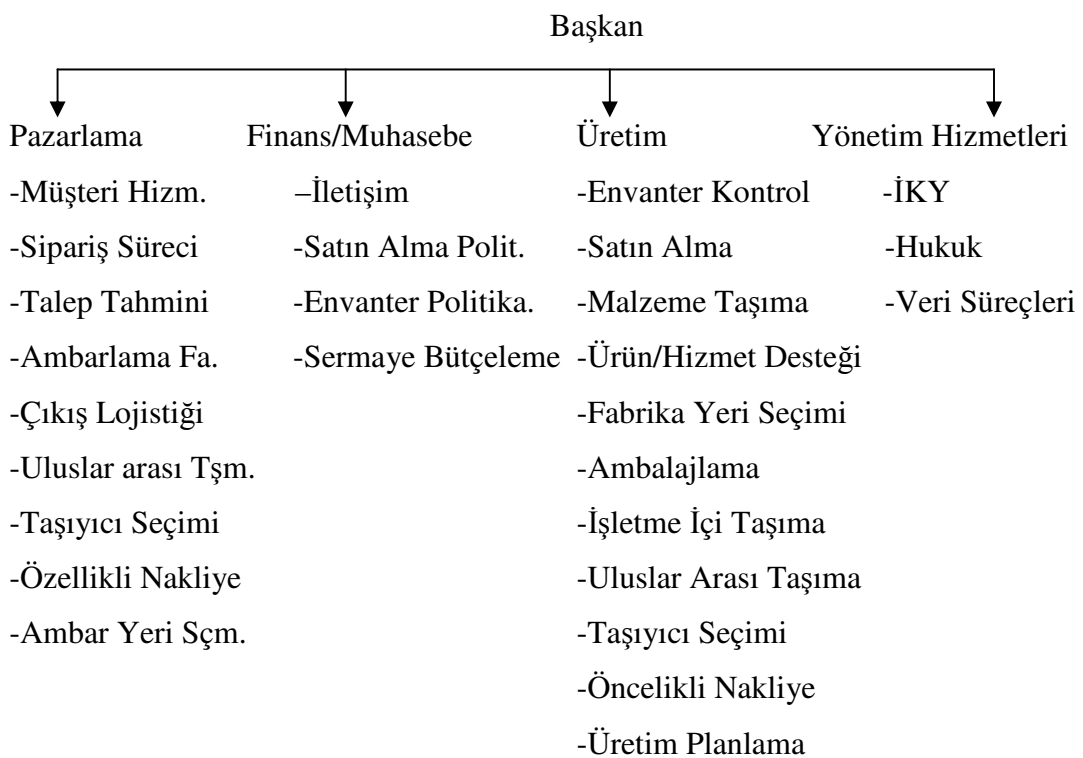 Başkan
Pazarlama Finans/Muhasebe Üretim Yönetim Hizmetleri
-Müşteri Hizm. –İletişim -Envanter Kontrol -İKY
-Sipariş Süreci -Satın Alma Polit. -Satın Alma -Hukuk
-Talep Tahmini -Envanter Politika. -Malzeme Taşıma -Veri Süreçleri
-Ambarlama Fa. -Sermaye Bütçeleme -Ürün/Hizmet Desteği
-Çıkış Lojistiği -Fabrika Yeri Seçimi
-Uluslar arası Tşm. -Ambalajlama
-Taşıyıcı Seçimi -İşletme İçi Taşıma
-Özellikli Nakliye -Uluslar Arası Taşıma
-Ambar Yeri Sçm. -Taşıyıcı Seçimi
-Öncelikli Nakliye
-Üretim Planlama